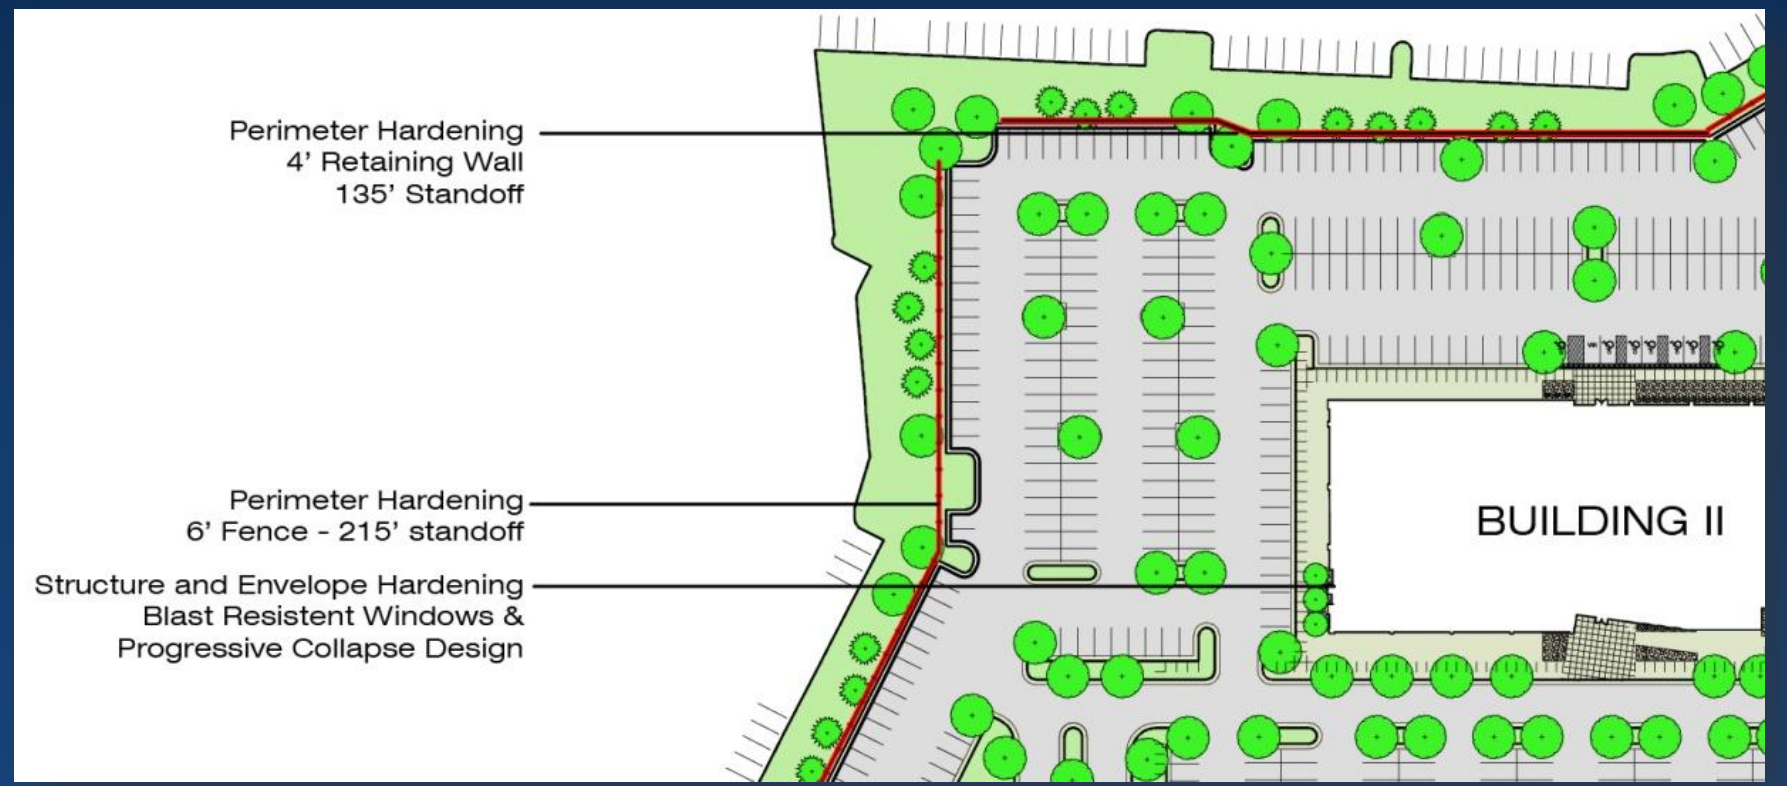 Perimeter Hardening
4’ Retaining Wall
135’ Standoff
Perimeter Hardening
6’ Fence - 215’ standoff
Structure and Envelope Hardening
Blast Resistent Windows &
Progressive Collapse Design
BUILDING II